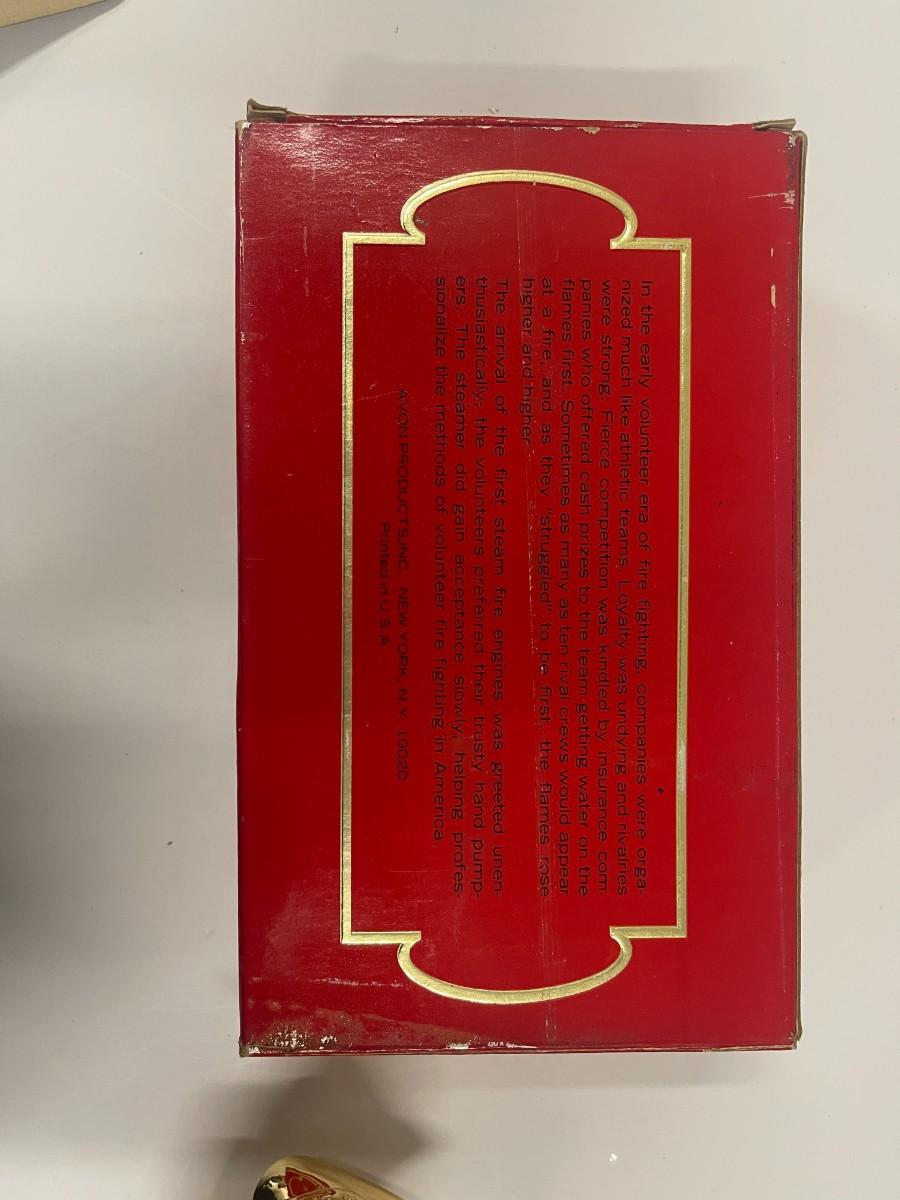 In the early volunteer era of fire fighting, companies were orga-
nized much like athletic teams. Loyalty was undying and rivalries
were strong. Fierce competition was kindled by insurance com-
panies who offered cash prizes to the team getting water on the
flames first. Sometimes as many as ten rival crews would appear
at a fire, and as they "struggled" to be first, the flames rose
higher and higher.
The arrival of the first steam fire engines was greeted unen-
thusiastically; the volunteers preferred their trusty hand pump-
ers. The steamer did gain acceptance slowly, helping profes-
sionalize the methods of volunteer fire fighting in America.
AVON PRODUCTS, INC. NEW YORK, N.Y. 10020
Printed in U.S.A.